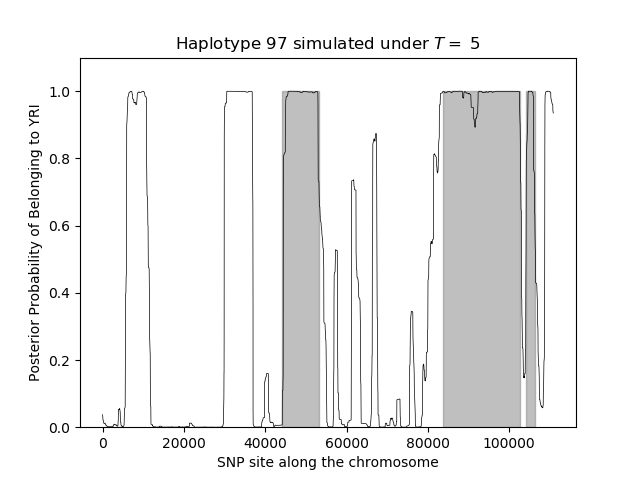 Haplotype 97 simulated under T = 5
Posterior Probability of Belonging to YRI
1.0
0.8
0.6
0.4
0.2
0.0
0 20000 40000 60000 80000 100000
SNP site along the chromosome